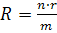 R = n·r/m